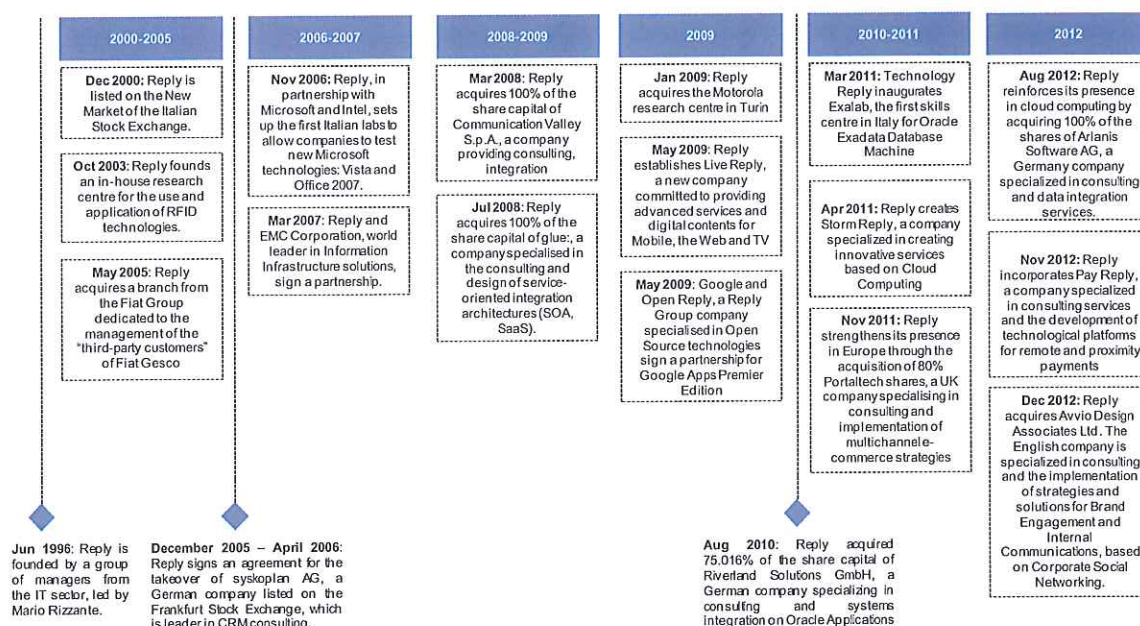 2000-2005
Dec 2000: Reply is
listed on the New
Market of the Italian
Stock Exchange.
Oct 2003: Reply founds
an in-house research
centre for the use and
application of RFID
technologies.
May 2005: Reply
acquires a branch from
the Fiat Group
dedicated to the
management of the
"third-party customers"
of Fiat Gesco
2006-2007
Nov 2006: Reply, in
partnership with
Microsoft and Intel, sets
up the first Italian labs to
allow companies to test
new Microsoft
technologies: Vista and
Office 2007.
Mar 2007: Reply and
EMC Corporation, world
leader in Information
Infrastructure solutions,
sign a partnership.
2008-2009
Mar 2008: Reply
acquires 100% of the
share capital of
Communication Valley
S.p.A., a company
providing consulting,
integration
Jul 2008: Reply
acquires 100% of the
share capital of glue:, a
company specialised in
the consulting and
design of service-
oriented integration
architectures (SOA,
SaaS).
2009
Jan 2009: Reply
acquires the Motorola
research centre in Turin
May 2009: Reply
establishes Live Reply,
a new company
committed to providing
advanced services and
digital contents for
Mobile, the Web and TV
May 2009: Google and
Open Reply, a Reply
Group company
specialised in Open
Source technologies
sign a partnership for
Google Apps Premier
Edition
2010-2011
Mar 2011: Technology
Reply inaugurates
Exalab, the first skills
centre in Italy for Oracle
Exadata Database
Machine
Apr 2011: Reply creates
Storm Reply, a company
specialized in creating
innovative services
based on Cloud
Computing
Nov 2011: Reply
strengthens its presence
in Europe through the
acquisition of 80%
Portaltech shares, a UK
company specialising in
consulting and
implementation of
multichannel e-
commerce strategies
2012
Aug 2012: Reply
reinforces its presence
in cloud computing by
acquiring 100% of the
shares of Arlanis
Software AG, a
Germany company
specialized in consulting
and data integration
services.
Nov 2012: Reply
incorporates Pay Reply,
a company specialized
in consulting services
and the development of
technological platforms
for remote and proximity
payments
Dec 2012: Reply
acquires Avvio Design
Associates Ltd. The
English company is
specialized in consulting
and the implementation
of strategies and
solutions for Brand
Engagement and
Internal
Communications, based
on Corporate Social
Networking.
Jun 1996: Reply is
founded by a group
of managers from
the IT sector, led by
Mario Rizzante.
December 2005 – April 2006:
Reply signs an agreement for the
takeover of syskoplan AG, a
German company listed on the
Frankfurt Stock Exchange, which
is leader in CRM consulting.
Aug 2010: Reply acquired
75.016% of the share capital of
Riverland Solutions GmbH, a
German company specializing in
consulting and systems
integration on Oracle Applications